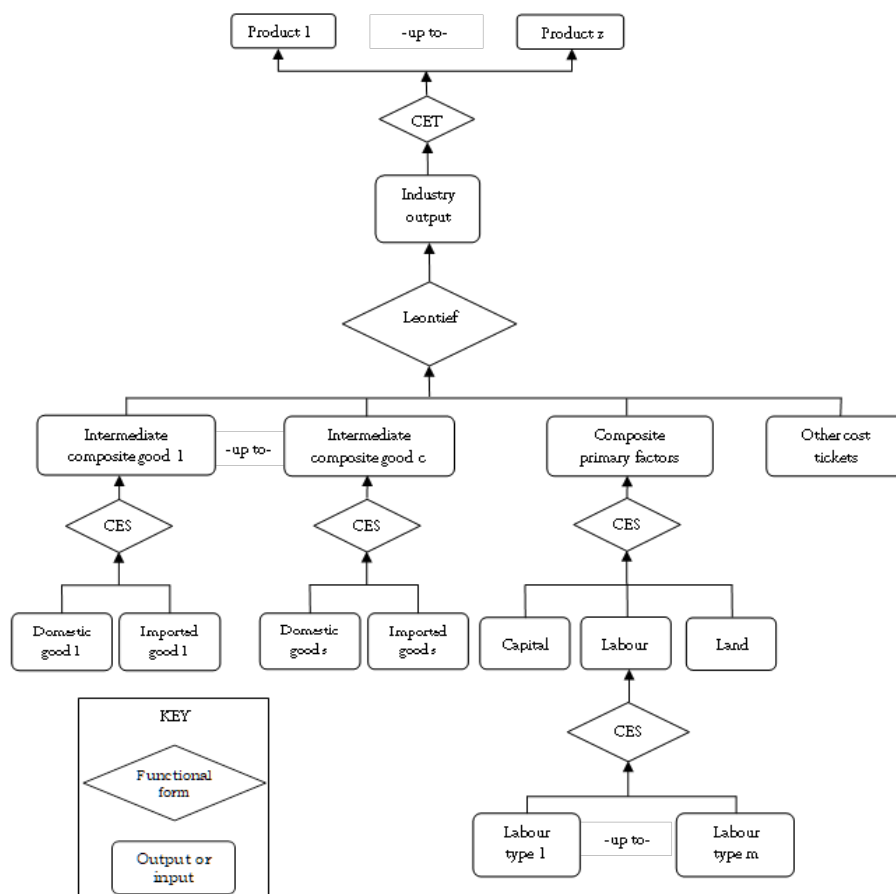 Product 1
-up to-
Product z
CET
Industry
output
Leontief
Intermediate
composite good 1
-up to-
Intermediate
composite good c
Composite
primary factors
Other cost
tickets
CES
CES
CES
Domestic
good 1
Imported
good 1
Domestic
good s
Imported
good s
Capital
Labour
Land
KEY
CES
Functional
form
Labour
type 1
-up to-
Labour
type m
Output or
input